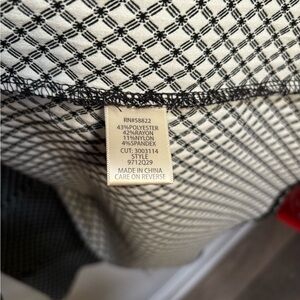 RN#58822
43%POLYESTER
42%RAYON
11%NYLON
4%SPANDEX
CUT: 3003114
STYLE
9712Q29
MADE IN CHINA
CARE ON REVERSE